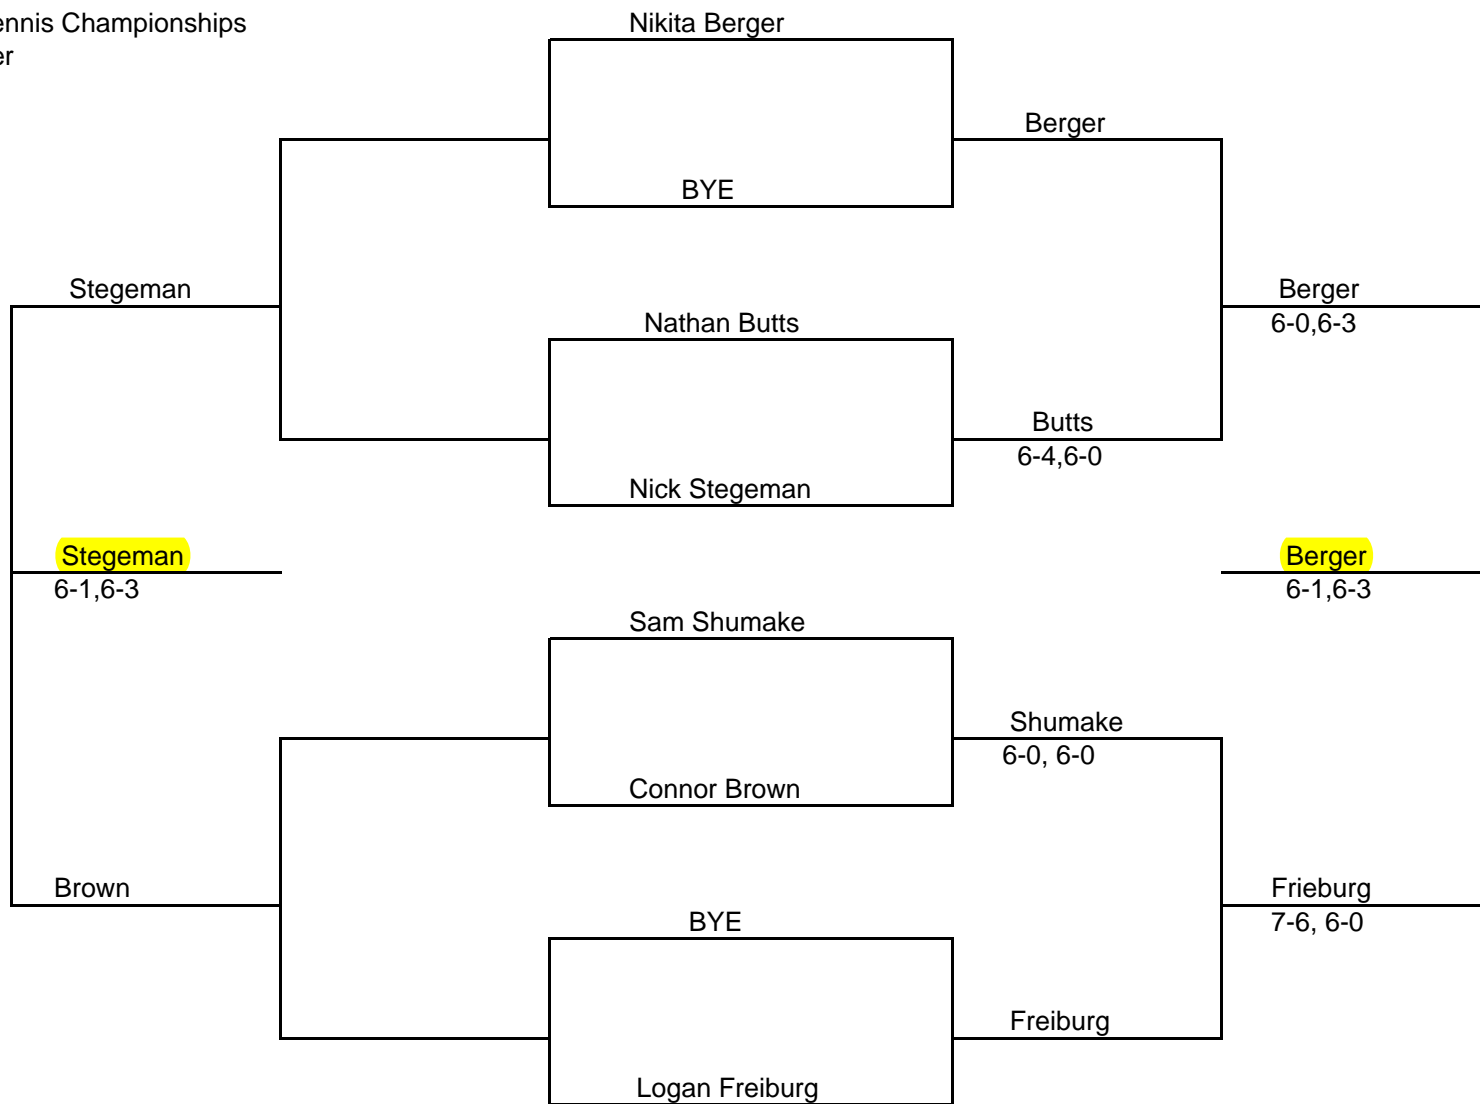 ennis Championships
er
Nikita Berger
Berger
BYE
Stegeman
Berger
6-0,6-3
Nathan Butts
Butts
6-4,6-0
Nick Stegeman
Stegeman
6-1,6-3
Berger
6-1,6-3
Sam Shumake
Shumake
6-0, 6-0
Connor Brown
Brown
Frieburg
7-6, 6-0
BYE
Freiburg
Logan Freiburg